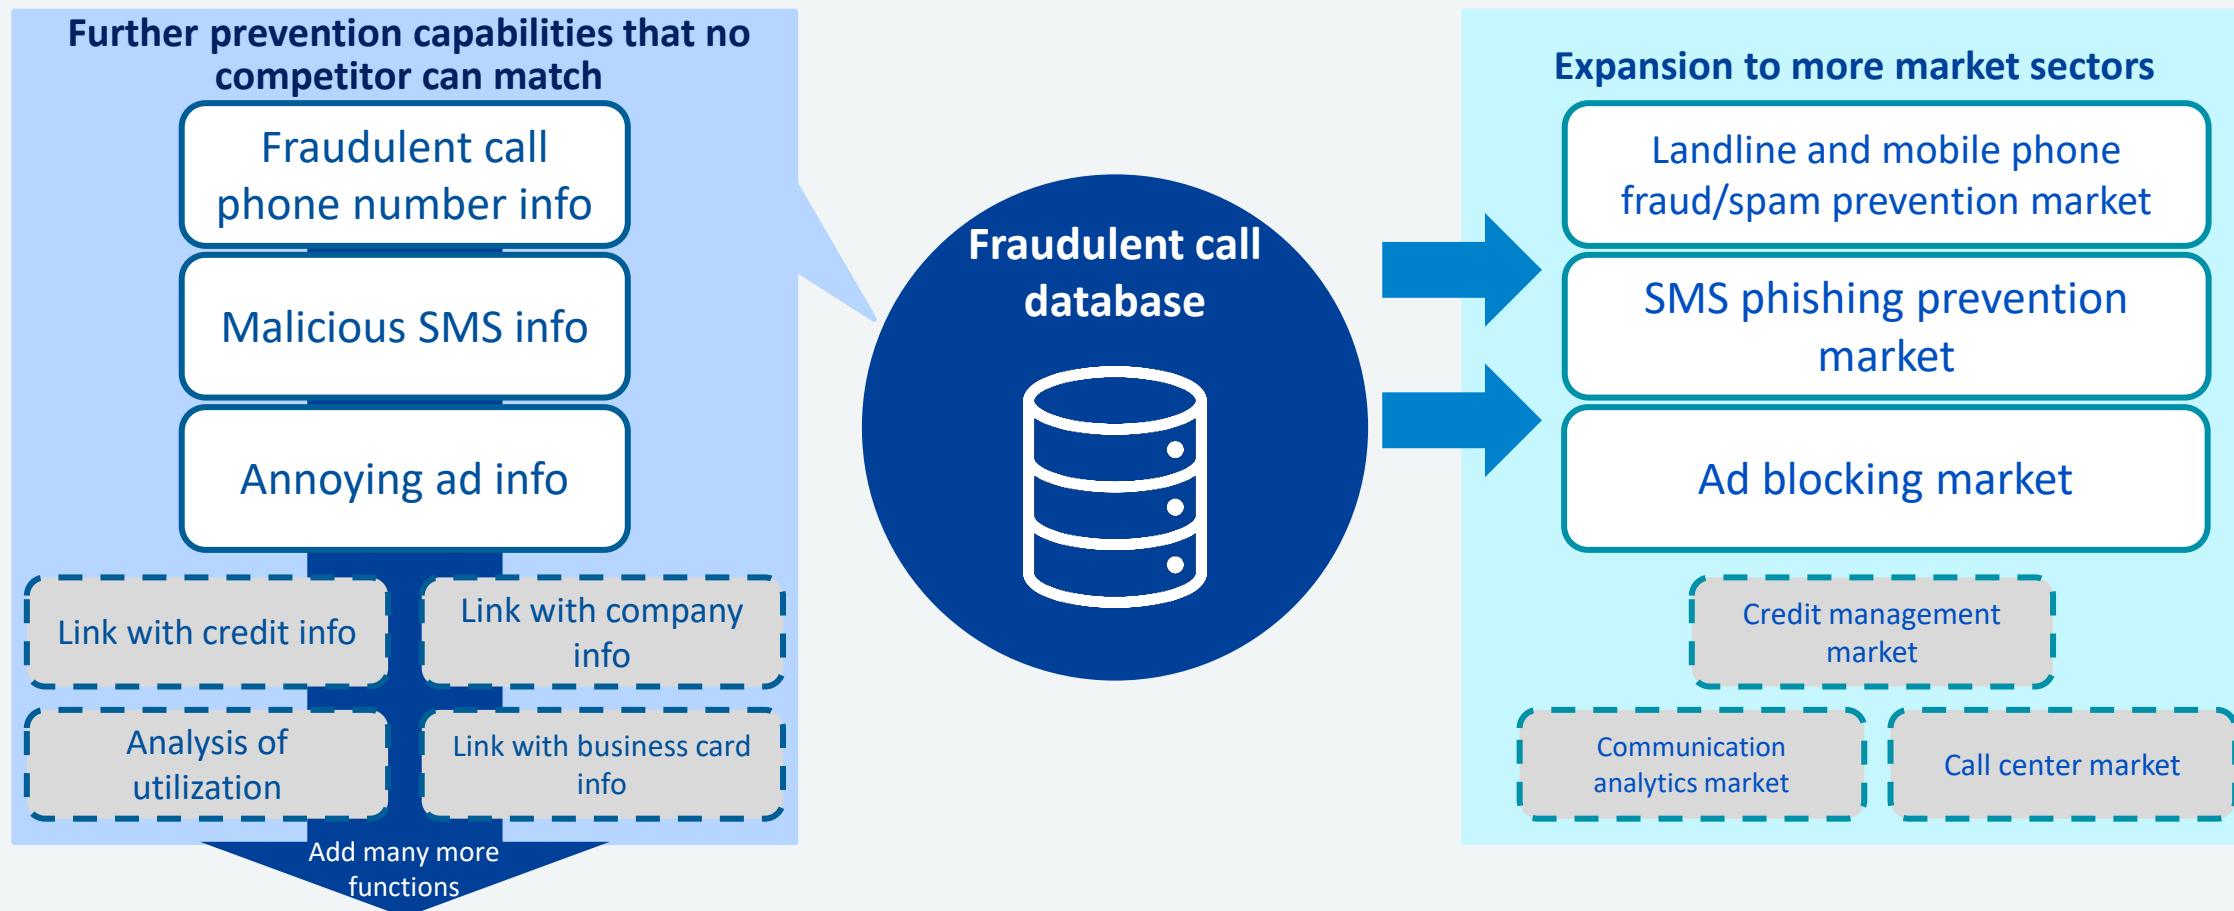 Further prevention capabilities that no
competitor can match
Fraudulent call
phone number info
Malicious SMS info
Annoying ad info
Link with credit info
Link with company
info
Analysis of
utilization
Link with business card
info
Add many more
functions
Fraudulent call
database
Expansion to more market sectors
Landline and mobile phone
fraud/spam prevention market
SMS phishing prevention
market
Ad blocking market
Credit management
market
Communication
analytics market
Call center market